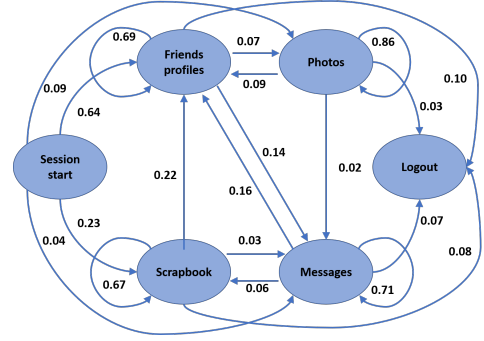 0.69
0.07
0.86
Friends
profiles
Photos
0.09
0.09
0.10
0.64
0.03
0.14
Session
start
0.22
0.16
0.02
Logout
0.23
0.07
0.04
0.03
0.08
Scrapbook
Messages
0.67
0.06
0.71